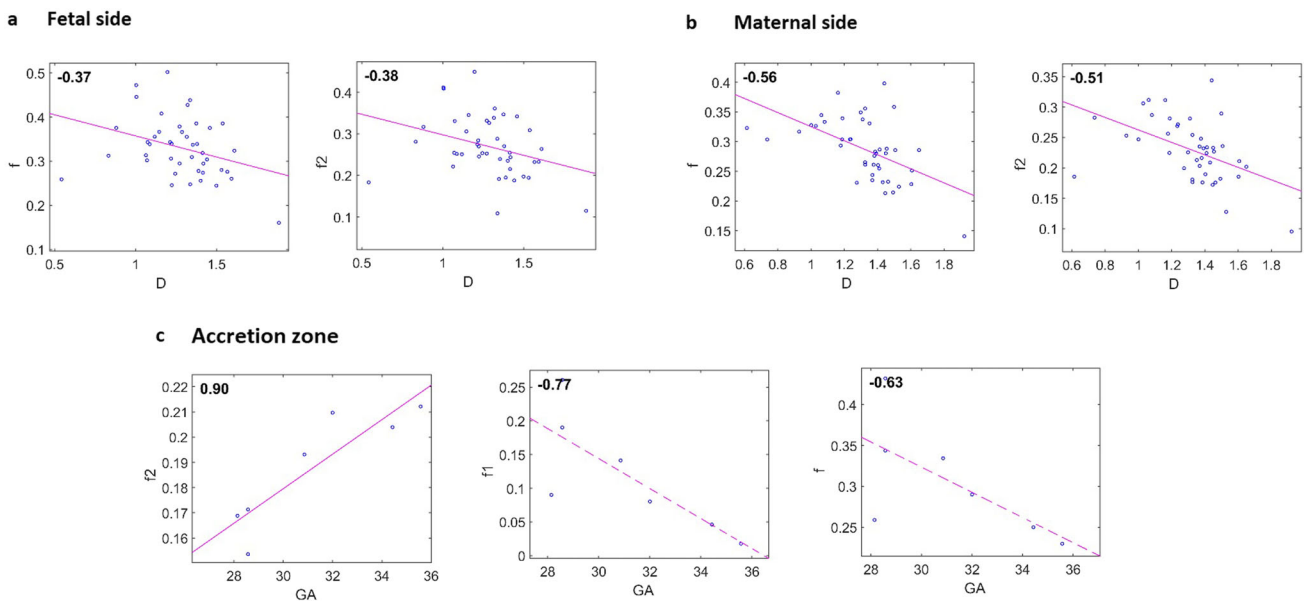 a Fetal side
b Maternal side
-0.37
0.5
0.4
0.3
0.2
0.1
f
0.5 1 1.5
D
-0.38
0.4
0.3
0.2
0.1
f2
0.5 1 1.5
D
-0.56
0.4
0.35
0.3
0.25
0.2
0.15
f
0.6 0.8 1 1.2 1.4 1.6 1.8
D
-0.51
0.35
0.3
0.25
0.2
0.15
0.1
f2
0.6 0.8 1 1.2 1.4 1.6 1.8
D
c Accretion zone
0.90
0.22
0.21
0.2
0.19
0.18
0.17
0.16
f2
28 30 32 34 36
GA
-0.77
0.25
0.2
0.15
0.1
0.05
0
f1
28 30 32 34 36
GA
-0.63
0.4
0.35
0.3
0.25
f
28 30 32 34 36
GA